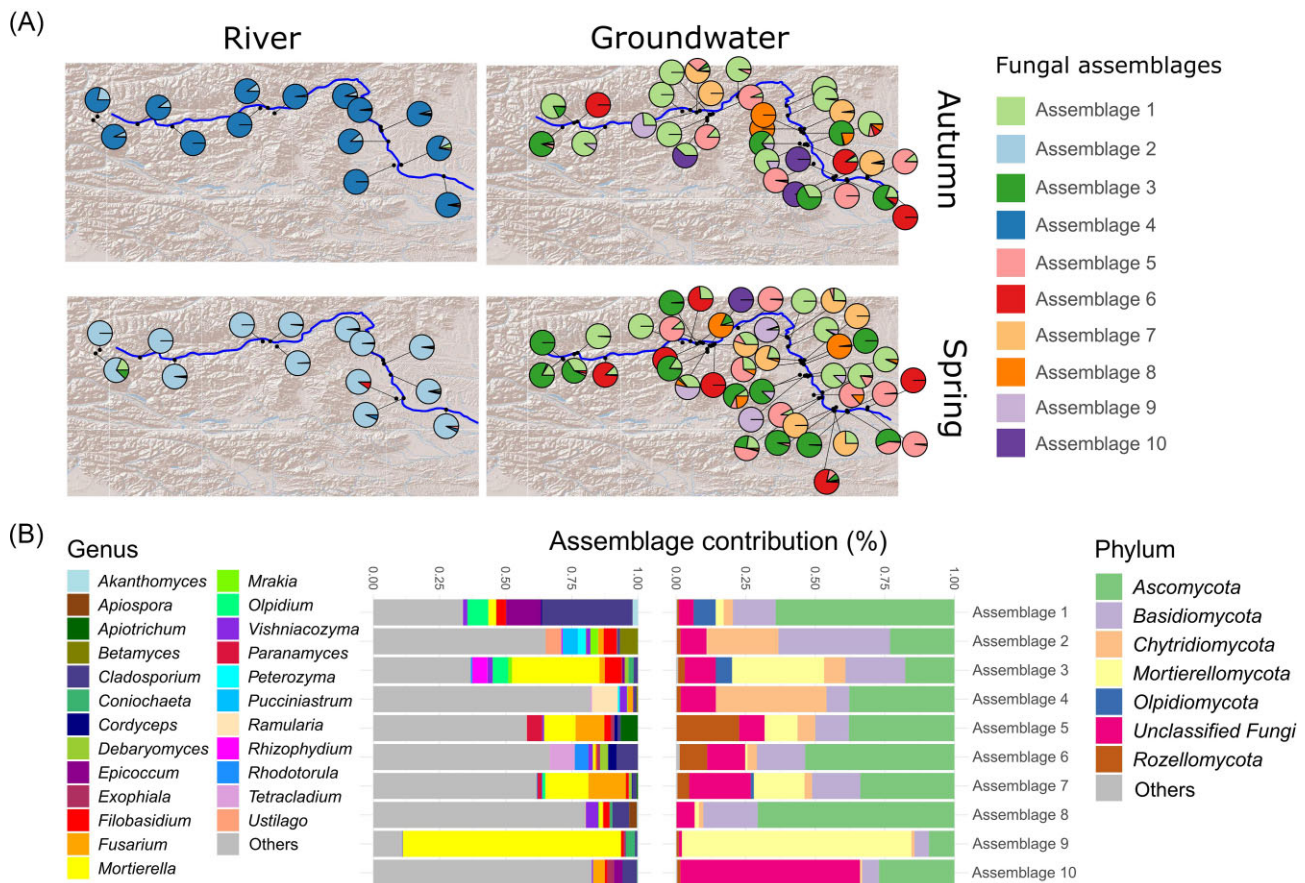 (A)
River
Groundwater
Autumn
Spring
Fungal assemblages
Assemblage 1
Assemblage 2
Assemblage 3
Assemblage 4
Assemblage 5
Assemblage 6
Assemblage 7
Assemblage 8
Assemblage 9
Assemblage 10
(B)
Genus
Akanthomyces
Apiospora
Apiotrichum
Betamyces
Cladosporium
Coniochaeta
Cordyceps
Debaryomyces
Epicoccum
Exophiala
Filobasidium
Fusarium
Mortierella
Mrakia
Olpidium
Vishniacozyma
Paranamyces
Peterozyma
Pucciniastrum
Ramularia
Rhizophydium
Rhodotorula
Tetracladium
Ustilago
Others
Assemblage contribution (%)
0.00 0.25 0.50 0.75 1.00
0.00 0.25 0.50 0.75 1.00
Assemblage 1
Assemblage 2
Assemblage 3
Assemblage 4
Assemblage 5
Assemblage 6
Assemblage 7
Assemblage 8
Assemblage 9
Assemblage 10
Phylum
Ascomycota
Basidiomycota
Chytridiomycota
Mortierellomycota
Olpidiomycota
Unclassified Fungi
Rozellomycota
Others